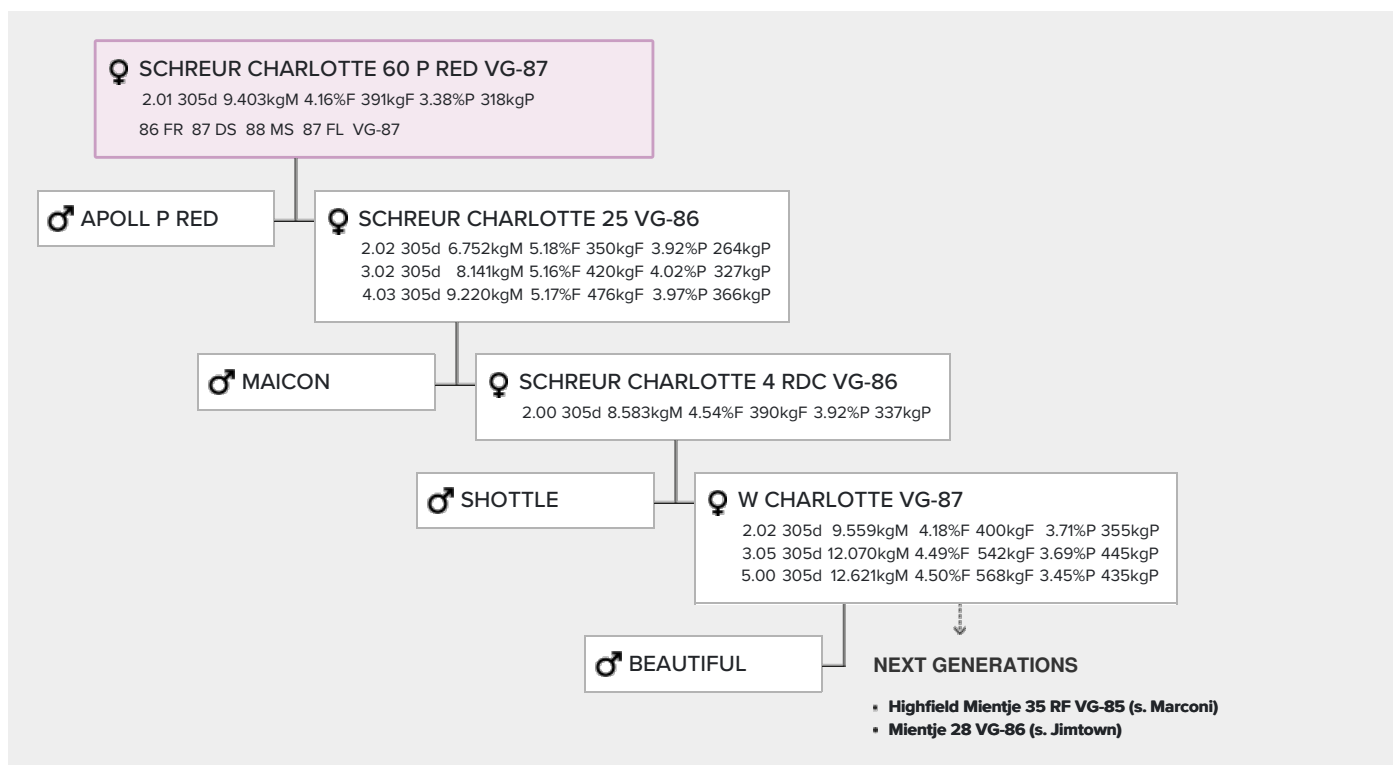 SCHREUR CHARLOTTE 60 P RED VG-87
2.01 305d 9.403kgM 4.16%F 391kgF 3.38%P 318kgP
86 FR 87 DS 88 MS 87 FL VG-87
APOLL P RED
SCHREUR CHARLOTTE 25 VG-86
2.02 305d 6.752kgM 5.18%F 350kgF 3.92%P 264kgP
3.02 305d 8.141kgM 5.16%F 420kgF 4.02%P 327kgP
4.03 305d 9.220kgM 5.17%F 476kgF 3.97%P 366kgP
MAICON
SCHREUR CHARLOTTE 4 RDC VG-86
2.00 305d 8.583kgM 4.54%F 390kgF 3.92%P 337kgP
SHOTTLE
W CHARLOTTE VG-87
2.02 305d 9.559kgM 4.18%F 400kgF 3.71%P 355kgP
3.05 305d 12.070kgM 4.49%F 542kgF 3.69%P 445kgP
5.00 305d 12.621kgM 4.50%F 568kgF 3.45%P 435kgP
BEAUTIFUL
NEXT GENERATIONS
Highfield Mientje 35 RF VG-85 (s. Marconi)
Mientje 28 VG-86 (s. Jimtown)